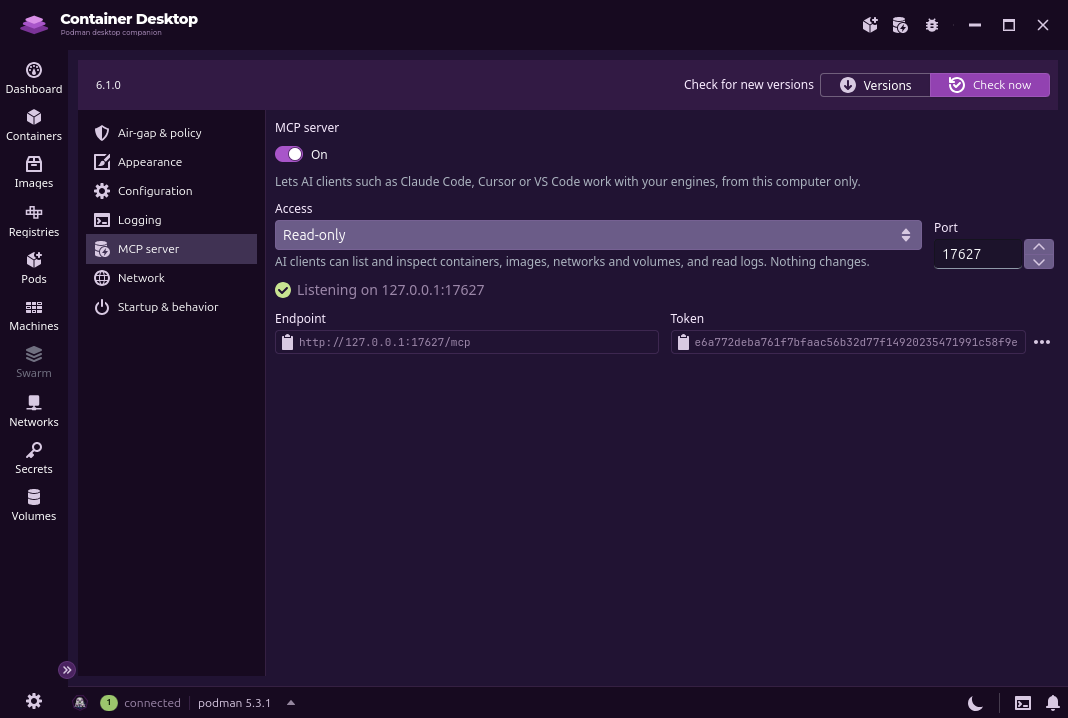 Container Desktop
Podman desktop companion
Dashboard
Containers
Images
Registries
Pods
Machines
Swarm
Networks
Secrets
Volumes
6.1.0
Check for new versions
Versions
Check now
Air-gap & policy
Appearance
Configuration
Logging
MCP server
Network
Startup & behavior
MCP server
On
Lets AI clients such as Claude Code, Cursor or VS Code work with your engines, from this computer only.
Access
Read-only
Port
17627
AI clients can list and inspect containers, images, networks and volumes, and read logs. Nothing changes.
Listening on 127.0.0.1:17627
Endpoint
http://127.0.0.1:17627/mcp
Token
e6a772deba761f7bfaac56b32d77f14920235471991c58f9e
1
connected
podman 5.3.1